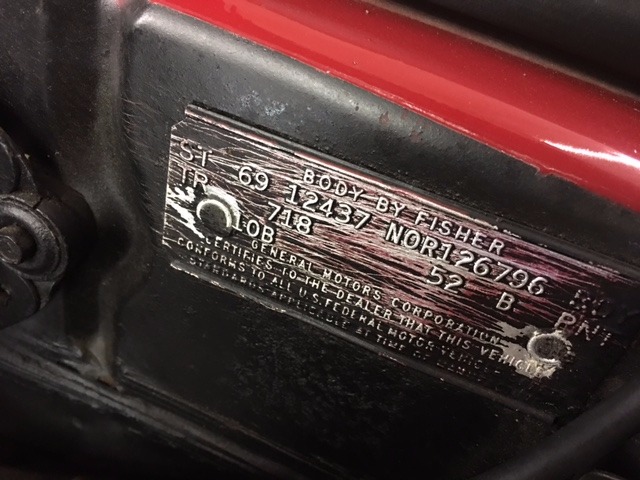 BODY BY FISHER
ST 69 12437 NOR126796
TR 718 52 B PNT
10B
GENERAL MOTORS CORPORATION
CERTIFIES TO THE DEALER THAT THIS VEHICLE
CONFORMS TO ALL U.S. FEDERAL MOTOR VEHICLE
STANDARDS APPLICABLE AT TIME OF